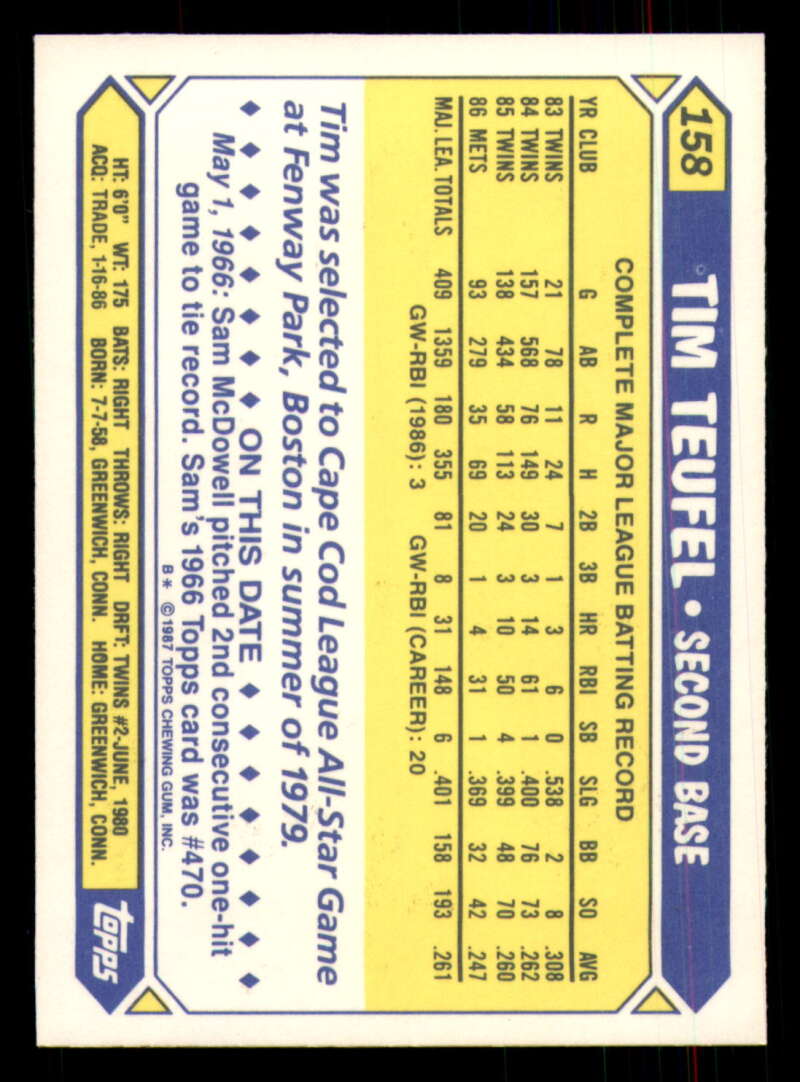 158 TIM TEUFEL • SECOND BASE
COMPLETE MAJOR LEAGUE BATTING RECORD
YR CLUB G AB R H 2B 3B HR RBI SB SLG BB SO AVG
83 TWINS 21 78 11 24 7 1 3 6 0 .538 2 8 .308
84 TWINS 157 568 76 149 30 3 14 61 1 .400 76 73 .262
85 TWINS 138 434 58 113 24 3 10 50 4 .399 48 70 .260
86 METS 93 279 35 69 20 1 4 31 1 .369 32 42 .247
MAJ. LEA. TOTALS 409 1359 180 355 81 8 31 148 6 .401 158 193 .261
GW-RBI (1986): 3 GW-RBI (CAREER): 20
Tim was selected to Cape Cod League All-Star Game
at Fenway Park, Boston in summer of 1979.
ON THIS DATE
May 1, 1966: Sam McDowell pitched 2nd consecutive one-hit
game to tie record. Sam's 1966 Topps card was #470.
B* ©1987 TOPPS CHEWING GUM, INC.
HT: 6'0" WT: 175 BATS: RIGHT THROWS: RIGHT DRFT: TWINS #2-JUNE, 1980
ACQ: TRADE, 1-16-86 BORN: 7-7-58, GREENWICH, CONN. HOME: GREENWICH, CONN.
topps